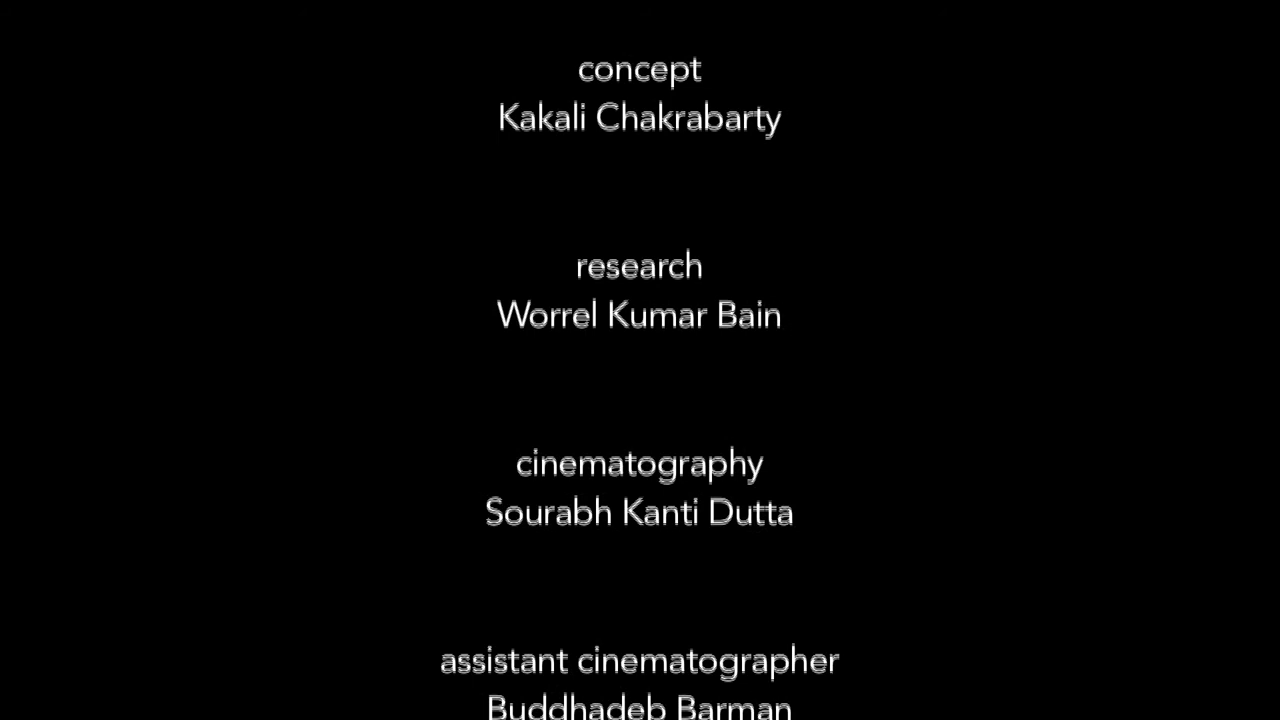 concept
Kakali Chakrabarty
research
Worrel Kumar Bain
cinematography
Sourabh Kanti Dutta
assistant cinematographer
Buddhadeb Barman